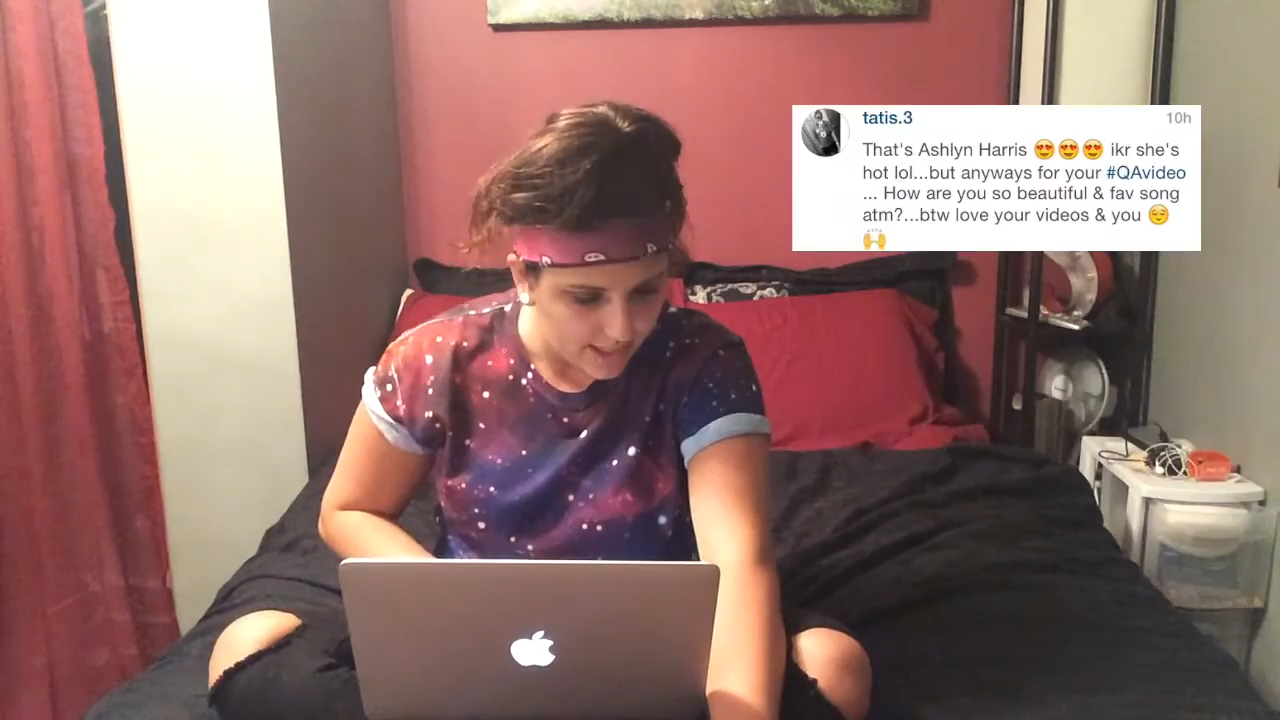 tatis.3 10h
That's Ashlyn Harris 😍😍😍 ikr she's
hot lol...but anyways for your #QAvideo
... How are you so beautiful & fav song
atm?...btw love your videos & you 😌
🙌